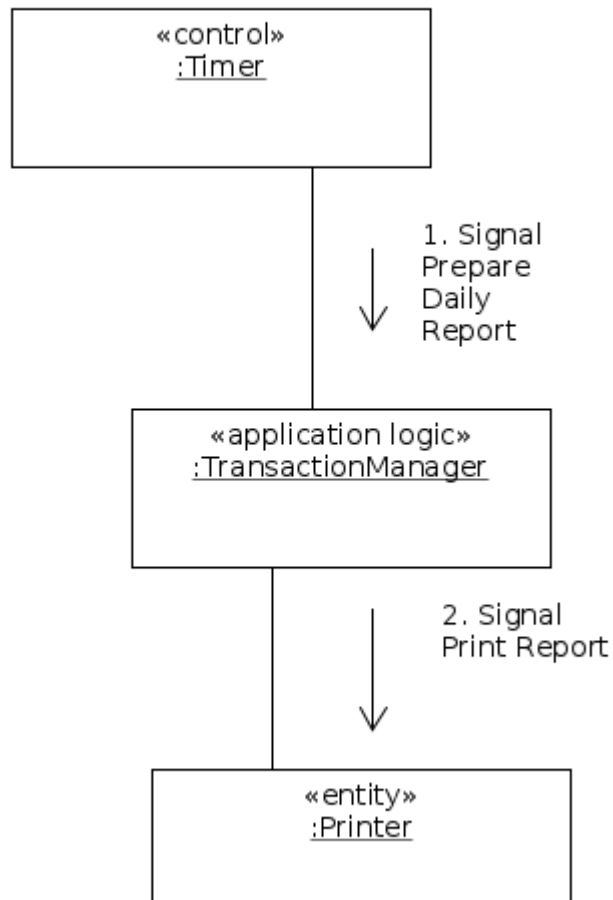 «control»
:Timer
1. Signal
Prepare
Daily
Report
«application logic»
:TransactionManager
2. Signal
Print Report
«entity»
:Printer